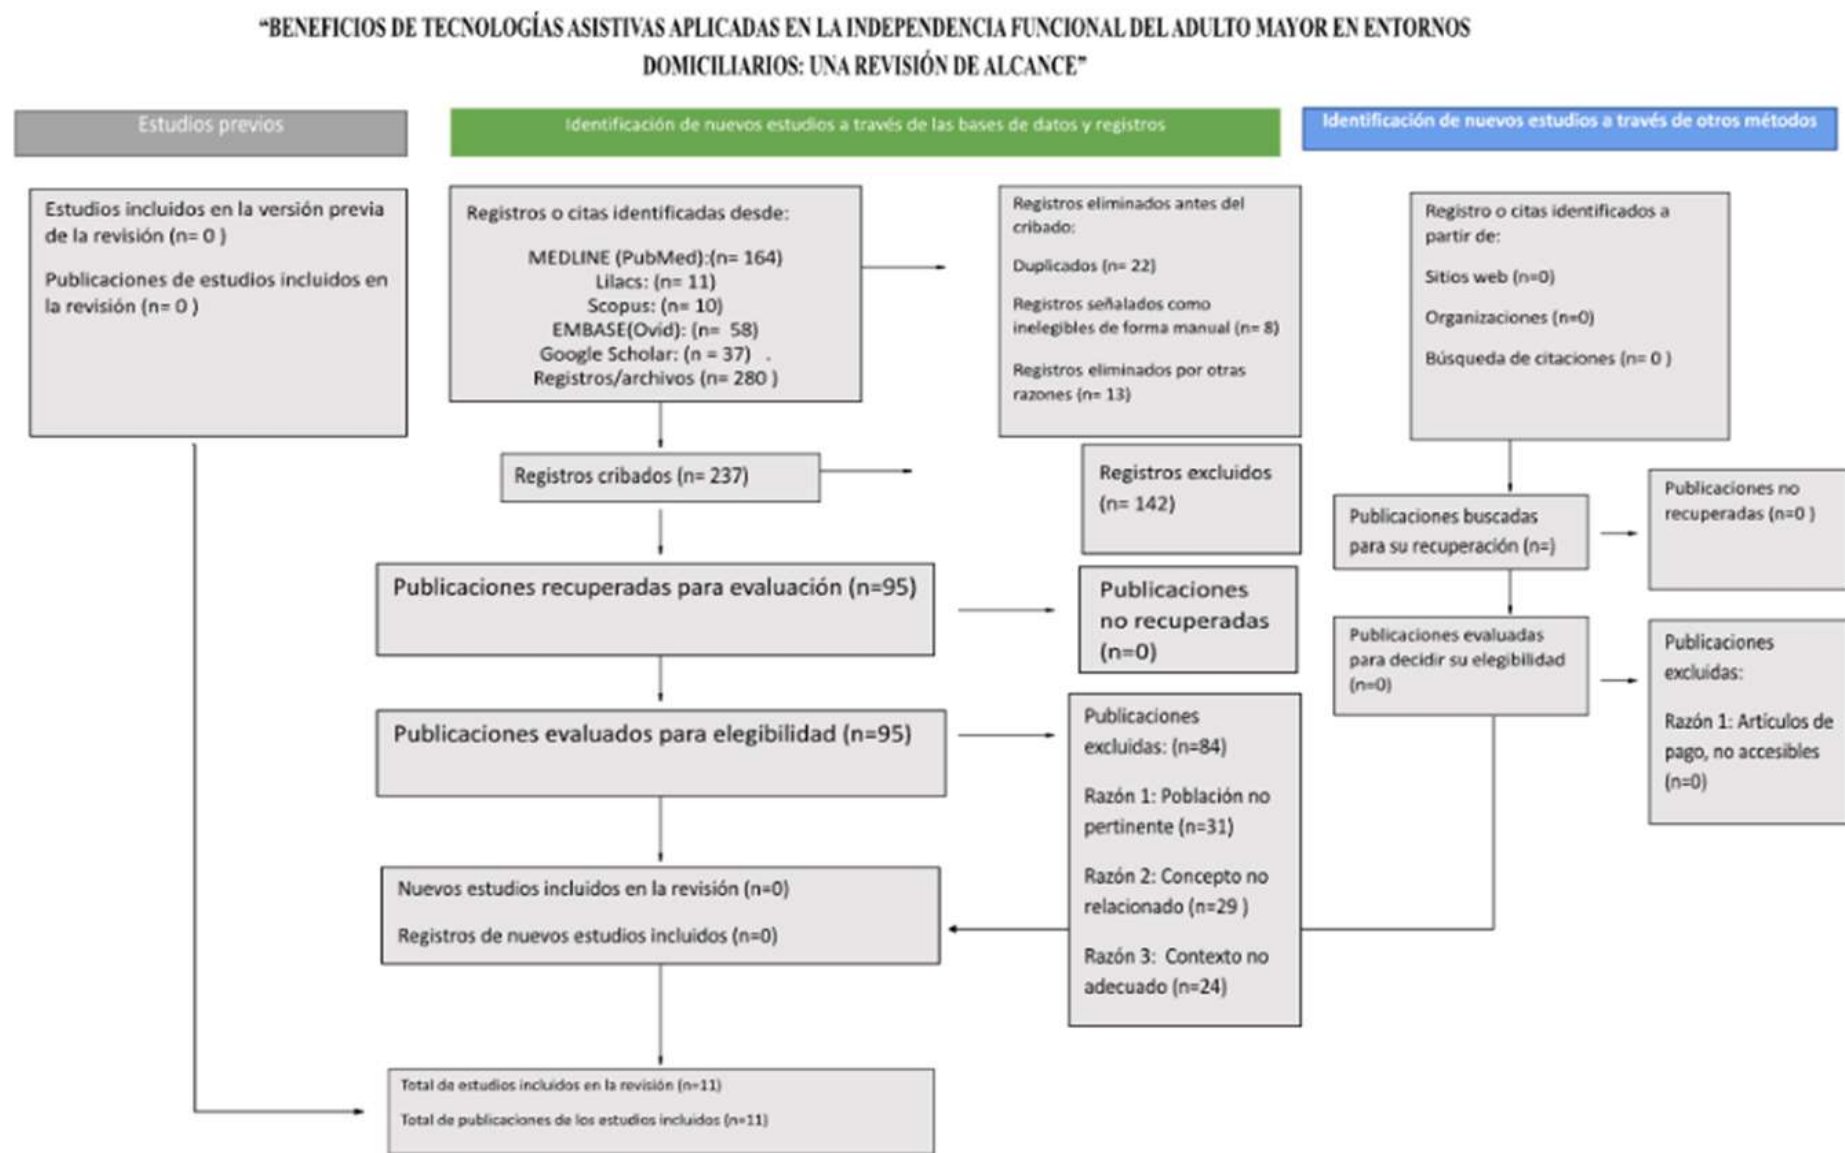 “BENEFICIOS DE TECNOLOGÍAS ASISTIVAS APLICADAS EN LA INDEPENDENCIA FUNCIONAL DEL ADULTO MAYOR EN ENTORNOS
DOMICILIARIOS: UNA REVISIÓN DE ALCANCE”
Estudios previos
Identificación de nuevos estudios a través de las bases de datos y registros
Identificación de nuevos estudios a través de otros métodos
Estudios incluidos en la versión previa
de la revisión (n= 0 )
Publicaciones de estudios incluidos en
la revisión (n= 0 )
Registros o citas identificadas desde:
MEDLINE (PubMed):(n= 164)
Lilacs: (n= 11)
Scopus: (n= 10)
EMBASE(Ovid): (n= 58)
Google Scholar: (n = 37) .
Registros/archivos (n= 280 )
Registros eliminados antes del
cribado:
Duplicados (n= 22)
Registros señalados como
inelegibles de forma manual (n= 8)
Registros eliminados por otras
razones (n= 13)
Registro o citas identificados a
partir de:
Sitios web (n=0)
Organizaciones (n=0)
Búsqueda de citaciones (n= 0 )
Registros cribados (n= 237)
Registros excluidos
(n= 142)
Publicaciones buscadas
para su recuperación (n=)
Publicaciones no
recuperadas (n=0 )
Publicaciones recuperadas para evaluación (n=95)
Publicaciones
no recuperadas
(n=0)
Publicaciones evaluadas
para decidir su elegibilidad
(n=0)
Publicaciones
excluidas:
Razón 1: Artículos de
pago, no accesibles
(n=0)
Publicaciones evaluados para elegibilidad (n=95)
Publicaciones
excluidas: (n=84)
Razón 1: Población no
pertinente (n=31)
Razón 2: Concepto no
relacionado (n=29 )
Razón 3: Contexto no
adecuado (n=24)
Nuevos estudios incluidos en la revisión (n=0)
Registros de nuevos estudios incluidos (n=0)
Total de estudios incluidos en la revisión (n=11)
Total de publicaciones de los estudios incluidos (n=11)